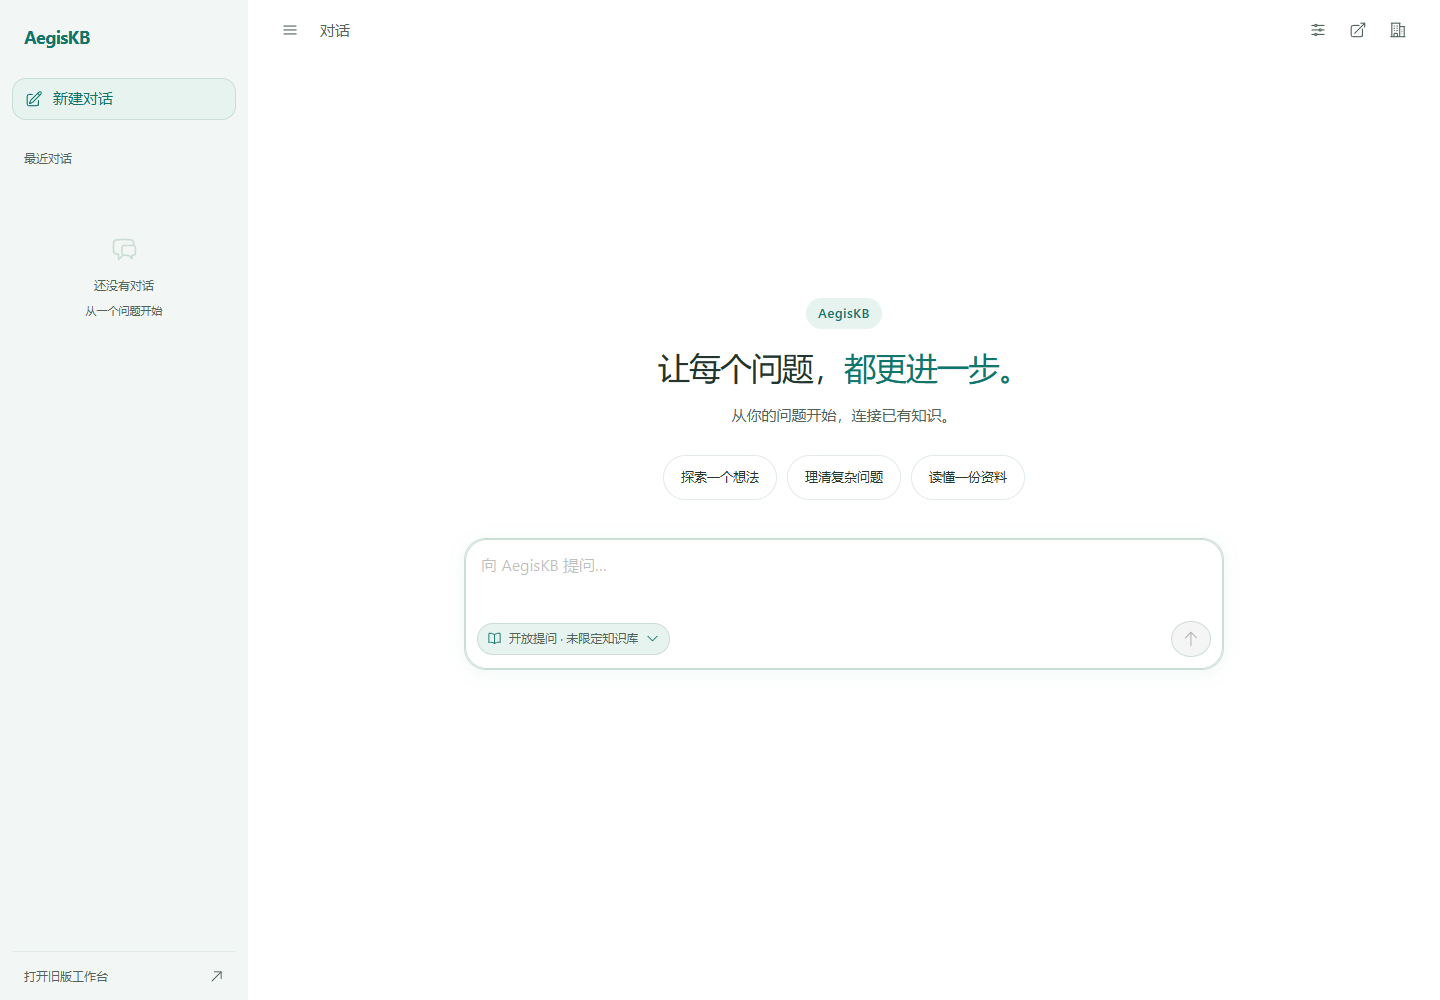 AegisKB
新建对话
最近对话
还没有对话
从一个问题开始
打开旧版工作台
对话
AegisKB
让每个问题，都更进一步。
从你的问题开始，连接已有知识。
探索一个想法
理清复杂问题
读懂一份资料
向 AegisKB 提问...
开放提问 · 未限定知识库